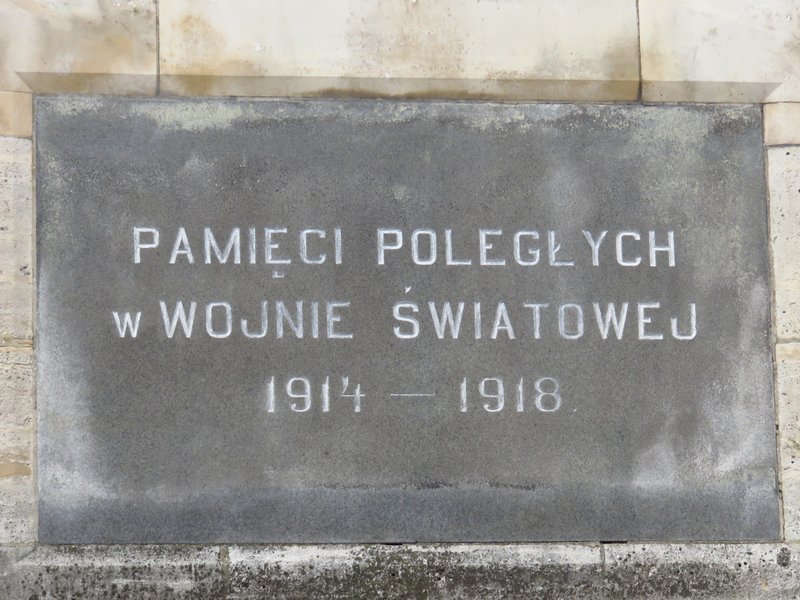 PAMIĘCI POLEGŁYCH
w WOJNIE ŚWIATOWEJ
1914 — 1918